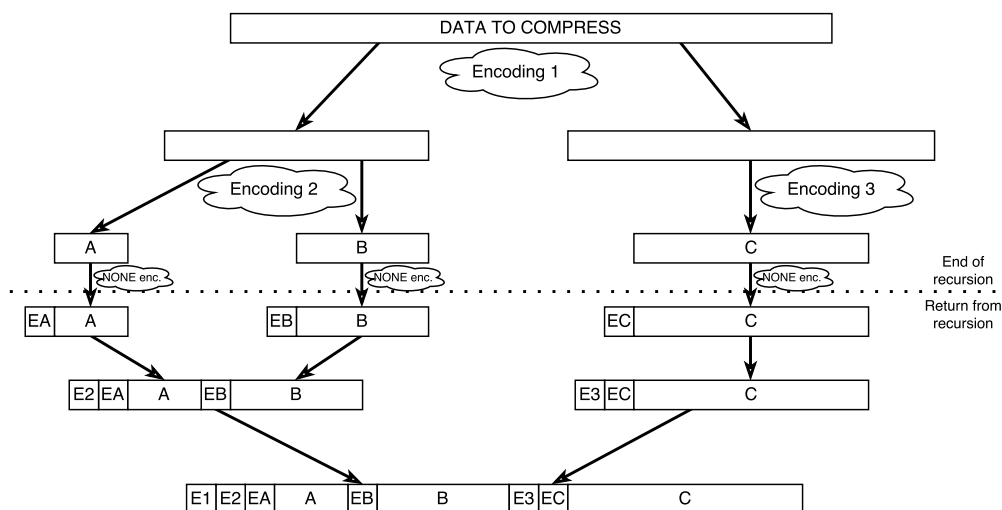 DATA TO COMPRESS
Encoding 1
Encoding 2
Encoding 3
A
B
C
NONE enc.
NONE enc.
NONE enc.
End of
recursion
Return from
recursion
EA A
EB B
EC C
E2 EA A EB B
E3 EC C
E1 E2 EA A EB B E3 EC C